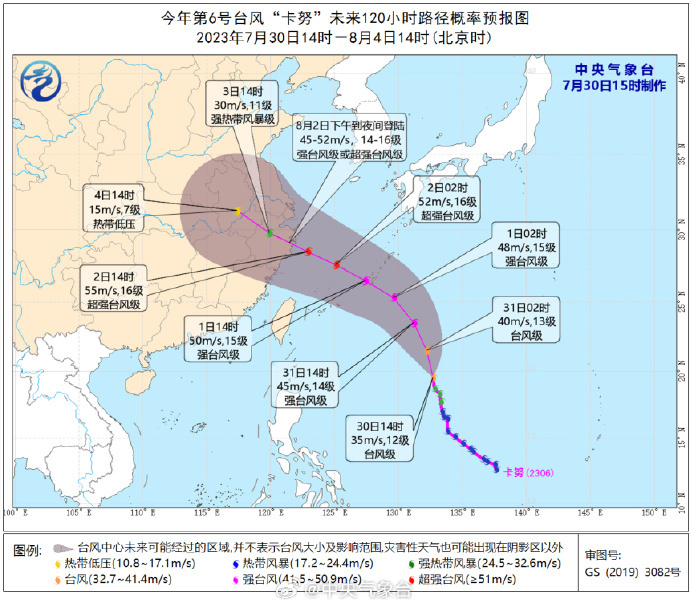 今年第6号台风“卡努”未来120小时路径概率预报图
2023年7月30日14时－8月4日14时(北京时)
中央气象台
7月30日15时制作
3日14时
30m/s,11级
强热带风暴级
8月2日下午到夜间登陆
45-52m/s, 14-16级
强台风级或超强台风级
2日02时
52m/s,16级
超强台风级
4日14时
15m/s,7级
热带低压
1日02时
48m/s,15级
强台风级
2日14时
55m/s,16级
超强台风级
31日02时
40m/s,13级
台风级
1日14时
50m/s,15级
强台风级
31日14时
45m/s,14级
强台风级
30日14时
35m/s,12级
台风级
卡努(2306)
40°N
35°N
30°N
25°N
20°N
15°N
10°N
100°E 105°E 110°E 115°E 120°E 125°E 130°E 135°E 140°E 145°E 150°E
图例:
台风中心未来可能经过的区域,并不表示台风大小及影响范围,灾害性天气也可能出现在阴影区以外
热带低压(10.8~17.1m/s) 热带风暴(17.2~24.4m/s) 强热带风暴(24.5~32.6m/s)
台风(32.7~41.4m/s) 强台风(41.5~50.9m/s) 超强台风(≥51m/s)
审图号:
GS (2019) 3082号
@中央气象台